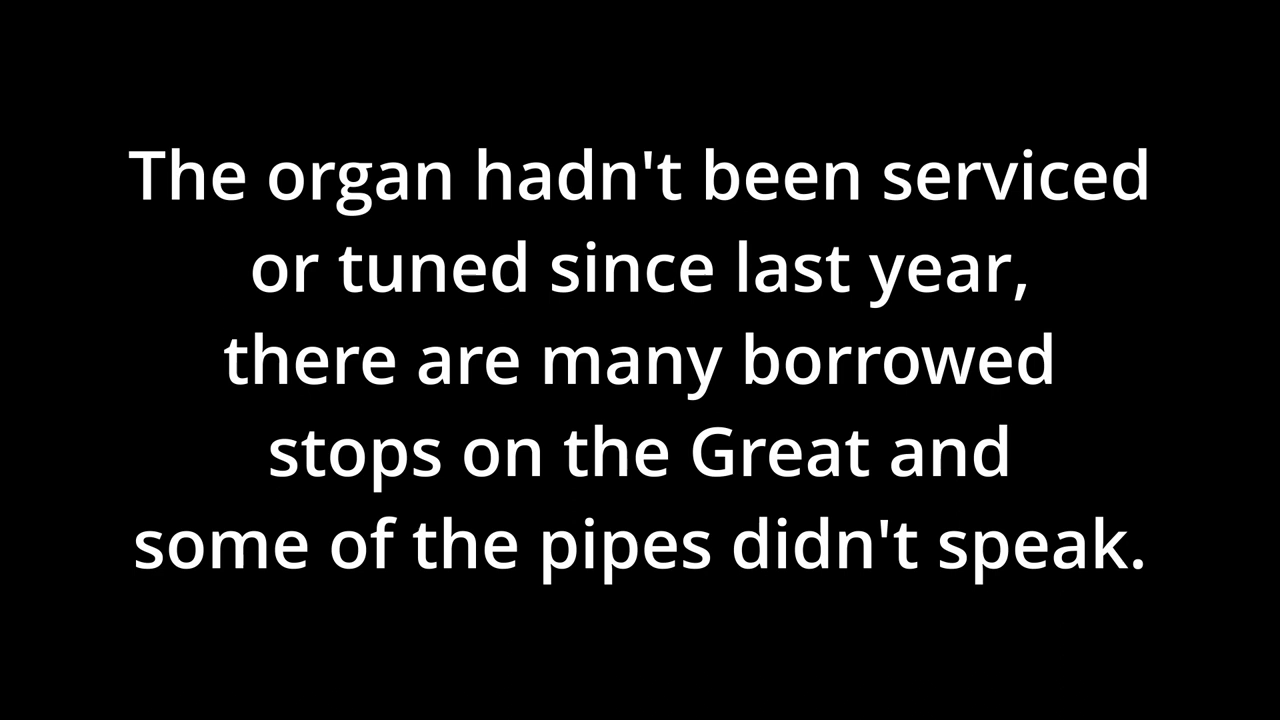 The organ hadn't been serviced
or tuned since last year,
there are many borrowed
stops on the Great and
some of the pipes didn't speak.